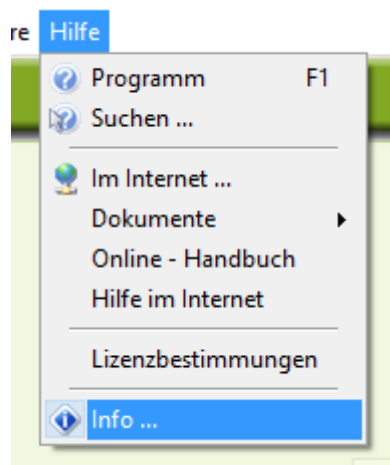 re Hilfe
Programm F1
Suchen ...
Im Internet ...
Dokumente
Online - Handbuch
Hilfe im Internet
Lizenzbestimmungen
Info ...